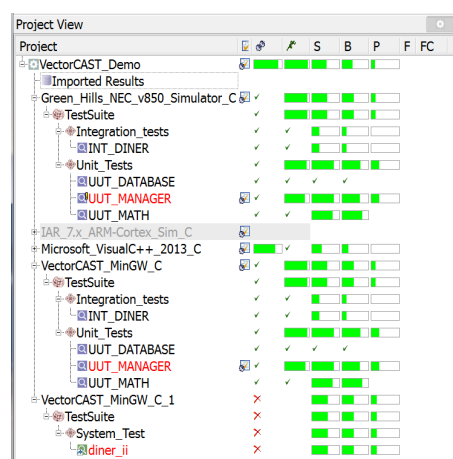 Project View
Project S B P F FC
VectorCAST_Demo
Imported Results
Green_Hills_NEC_v850_Simulator_C
TestSuite
Integration_tests
INT_DINER
Unit_Tests
UUT_DATABASE
UUT_MANAGER
UUT_MATH
IAR_7.x_ARM-Cortex_Sim_C
Microsoft_VisualC++_2013_C
VectorCAST_MinGW_C
TestSuite
Integration_tests
INT_DINER
Unit_Tests
UUT_DATABASE
UUT_MANAGER
UUT_MATH
VectorCAST_MinGW_C_1
TestSuite
System_Test
diner_ii